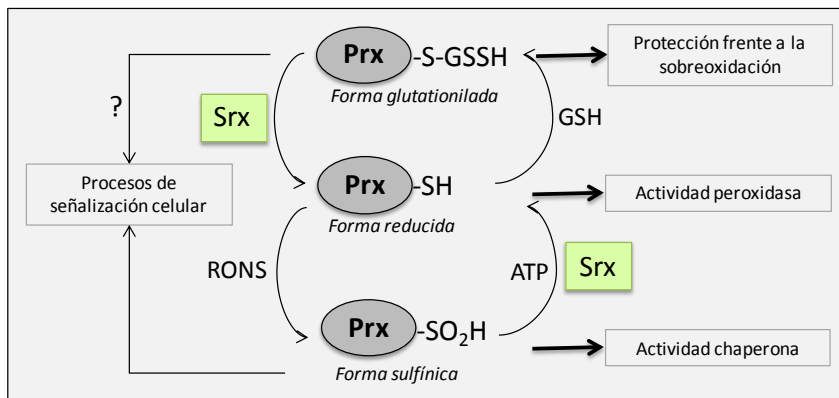 Prx -S-GSSH
Forma glutationilada
Protección frente a la
sobreoxidación
?
Srx
GSH
Procesos de
señalización celular
Prx -SH
Forma reducida
Actividad peroxidasa
RONS
ATP
Srx
Prx -SO₂H
Forma sulfínica
Actividad chaperona